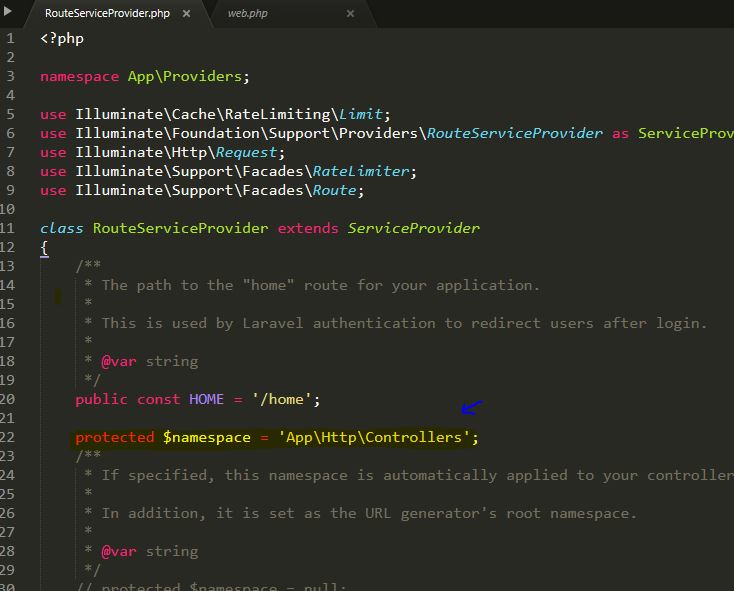 RouteServiceProvider.php × web.php ×
1 <?php
2
3 namespace App\Providers;
4
5 use Illuminate\Cache\RateLimiting\Limit;
6 use Illuminate\Foundation\Support\Providers\RouteServiceProvider as ServiceProv
7 use Illuminate\Http\Request;
8 use Illuminate\Support\Facades\RateLimiter;
9 use Illuminate\Support\Facades\Route;
10
11 class RouteServiceProvider extends ServiceProvider
12 {
13 /**
14 * The path to the "home" route for your application.
15 *
16 * This is used by Laravel authentication to redirect users after login.
17 *
18 * @var string
19 */
20 public const HOME = '/home';
21
22 protected $namespace = 'App\Http\Controllers';
23 /**
24 * If specified, this namespace is automatically applied to your controller
25 *
26 * In addition, it is set as the URL generator's root namespace.
27 *
28 * @var string
29 */
30 // protected $namespace = null;